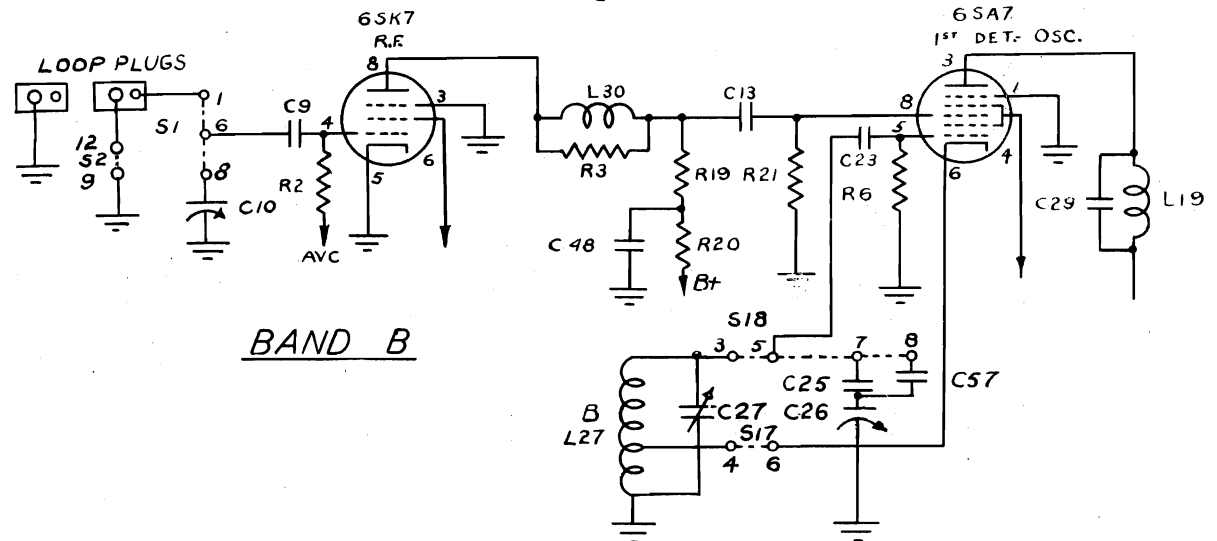 6SK7
R.F.
8
3
4
6
5
LOOP PLUGS
1
S1
6
8
12
S2
9
C9
R2
C10
AVC
L30
R3
C13
R19
R21
C48
R20
B+
6SA7
1ST DET.- OSC.
3
1
8
5
4
6
C23
R6
C29
L19
BAND B
S18
3
5
7
8
C25
C57
B
L27
C27
C26
S17
4
6